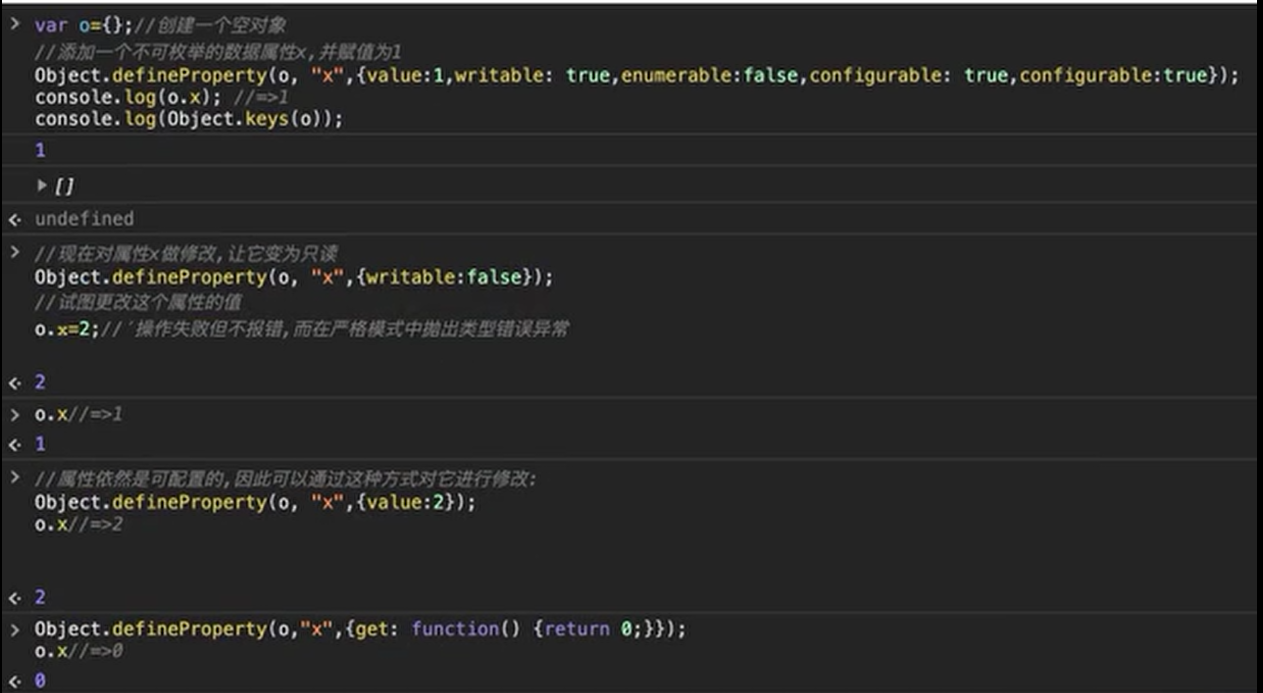 > var o={};//创建一个空对象
//添加一个不可枚举的数据属性x,并赋值为1
Object.defineProperty(o, "x",{value:1,writable: true,enumerable:false,configurable: true,configurable:true});
console.log(o.x); //=>1
console.log(Object.keys(o));
1
▶ []
<· undefined
> //现在对属性x做修改,让它变为只读
Object.defineProperty(o, "x",{writable:false});
//试图更改这个属性的值
o.x=2;//´操作失败但不报错,而在严格模式中抛出类型错误异常
<· 2
> o.x//=>1
<· 1
> //属性依然是可配置的,因此可以通过这种方式对它进行修改:
Object.defineProperty(o, "x",{value:2});
o.x//=>2
<· 2
> Object.defineProperty(o,"x",{get: function() {return 0;}});
o.x//=>0
<· 0